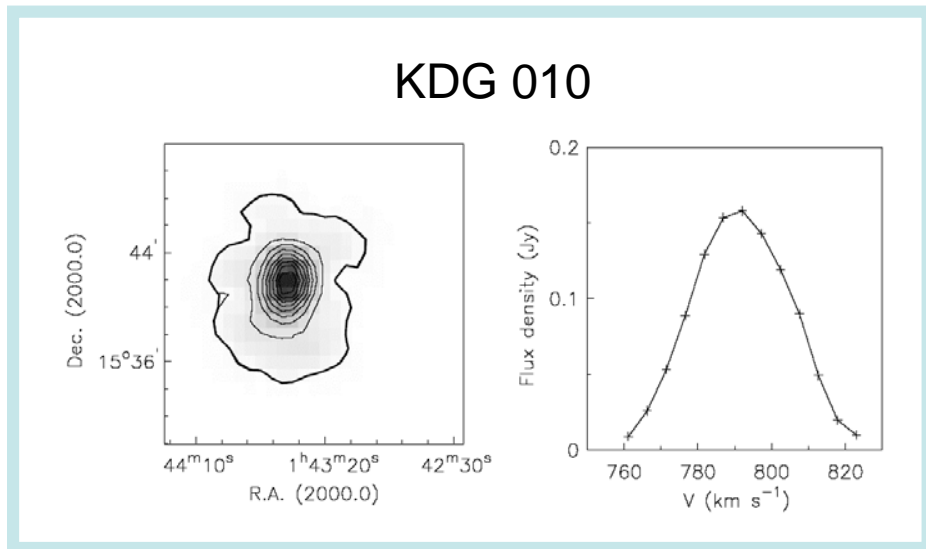 KDG 010
Dec. (2000.0)
44'
15°36'
44ᵐ10ˢ
1ʰ43ᵐ20ˢ
42ᵐ30ˢ
R.A. (2000.0)
Flux density (Jy)
0.2
0.1
0
760
780
800
820
V (km s⁻¹)